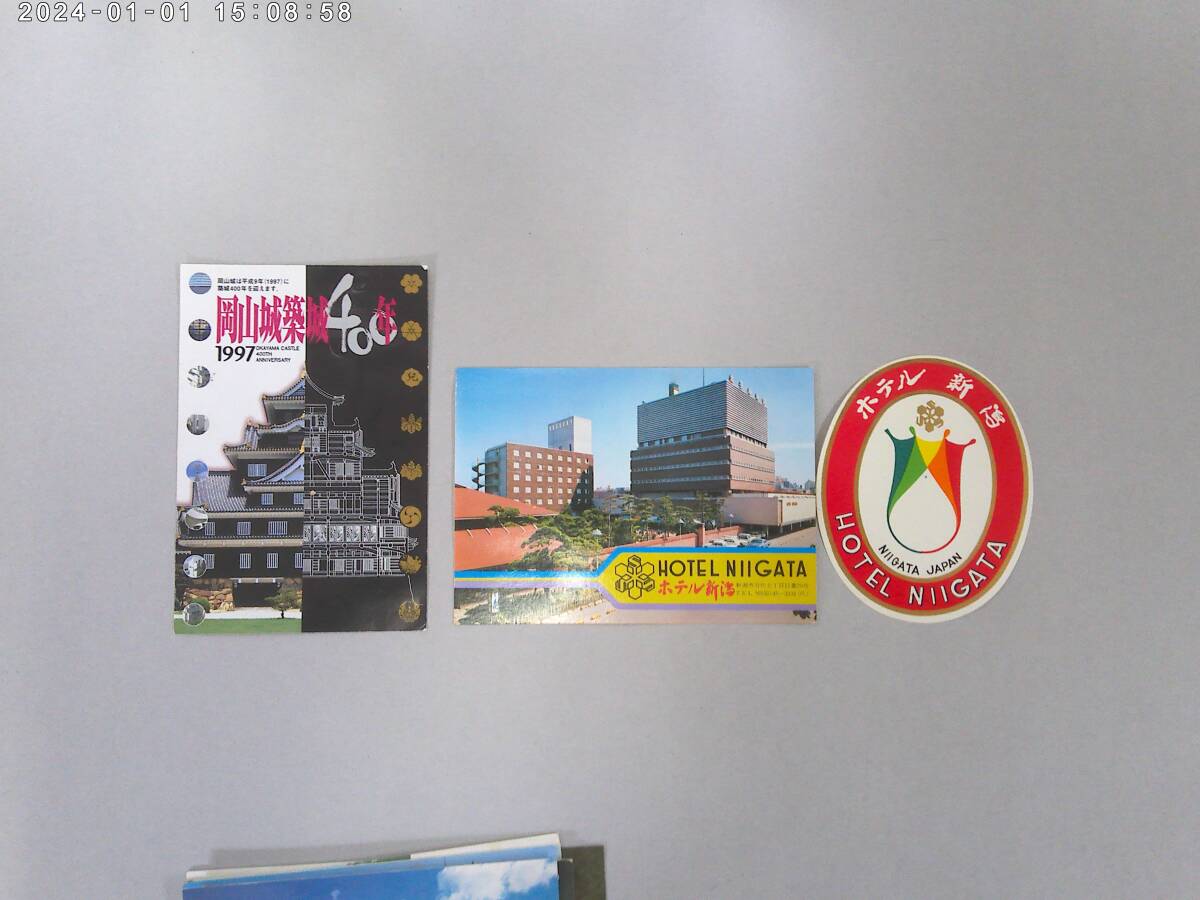 2024-01-01 15:08:58
岡山城は平成9年(1997)に
築城400年を迎えます。
岡山城築城400年
1997
OKAYAMA CASTLE
400TH
ANNIVERSARY
HOTEL NIIGATA
ホテル新潟
ホテル 新潟
NIIGATA JAPAN
HOTEL NIIGATA